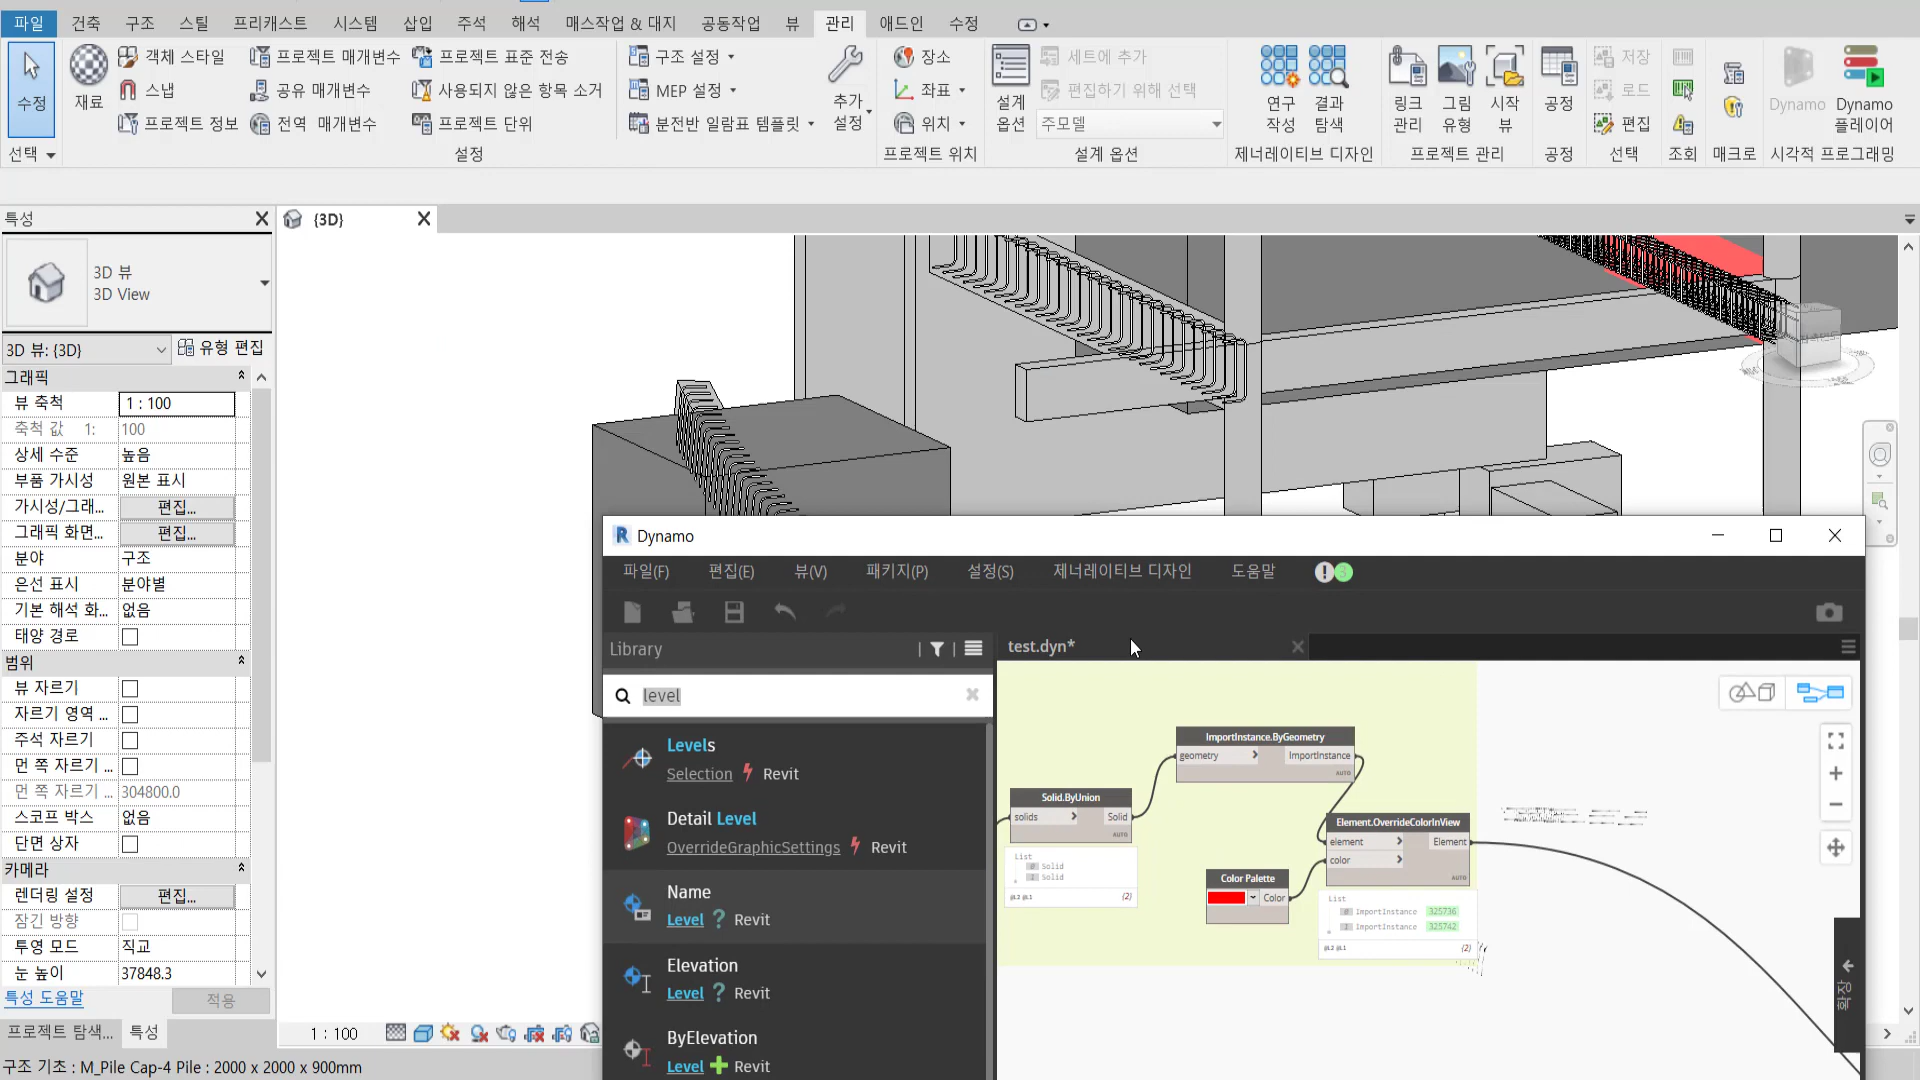 파일 건축 구조 스틸 프리캐스트 시스템 삽입 주석 해석 매스작업 & 대지 공동작업 뷰 관리 애드인 수정
수정
선택
재료
객체 스타일
스냅
프로젝트 정보
프로젝트 매개변수
공유 매개변수
전역 매개변수
프로젝트 표준 전송
사용되지 않은 항목 소거
프로젝트 단위
설정
구조 설정
MEP 설정
분전반 일람표 템플릿
추가
설정
장소
좌표
위치
프로젝트 위치
설계
옵션
세트에 추가
편집하기 위해 선택
주모델
설계 옵션
연구
작성
결과
탐색
제너레이티브 디자인
링크
관리
그림
유형
시작
뷰
프로젝트 관리
공정
공정
저장
로드
편집
선택
조회
매크로
Dynamo
Dynamo
플레이어
시각적 프로그래밍
특성
{3D}
3D 뷰
3D View
3D 뷰: {3D}
유형 편집
그래픽
뷰 축척 1 : 100
축척 값 1: 100
상세 수준 높음
부품 가시성 원본 표시
가시성/그래... 편집...
그래픽 화면... 편집...
분야 구조
은선 표시 분야별
기본 해석 화... 없음
태양 경로
범위
뷰 자르기
자르기 영역 ...
주석 자르기
먼 쪽 자르기 ...
먼 쪽 자르기 ... 304800.0
스코프 박스 없음
단면 상자
카메라
렌더링 설정 편집...
잠긴 방향
투영 모드 직교
눈 높이 37848.3
특성 도움말
적용
프로젝트 탐색... 특성
1 : 100
구조 기초 : M_Pile Cap-4 Pile : 2000 x 2000 x 900mm
R Dynamo
파일(F) 편집(E) 뷰(V) 패키지(P) 설정(S) 제너레이티브 디자인 도움말
Library
level
Levels
Selection Revit
Detail Level
OverrideGraphicSettings Revit
Name
Level ? Revit
Elevation
Level ? Revit
ByElevation
Level Revit
test.dyn*
ImportInstance.ByGeometry
geometry > ImportInstance
AUTO
Solid.ByUnion
solids > Solid
AUTO
List
0 Solid
1 Solid
@L2 @L1 {2}
Element.OverrideColorInView
element > Element
color >
AUTO
Color Palette
Color
List
0 ImportInstance 325736
1 ImportInstance 325742
@L2 @L1 {2}
확장